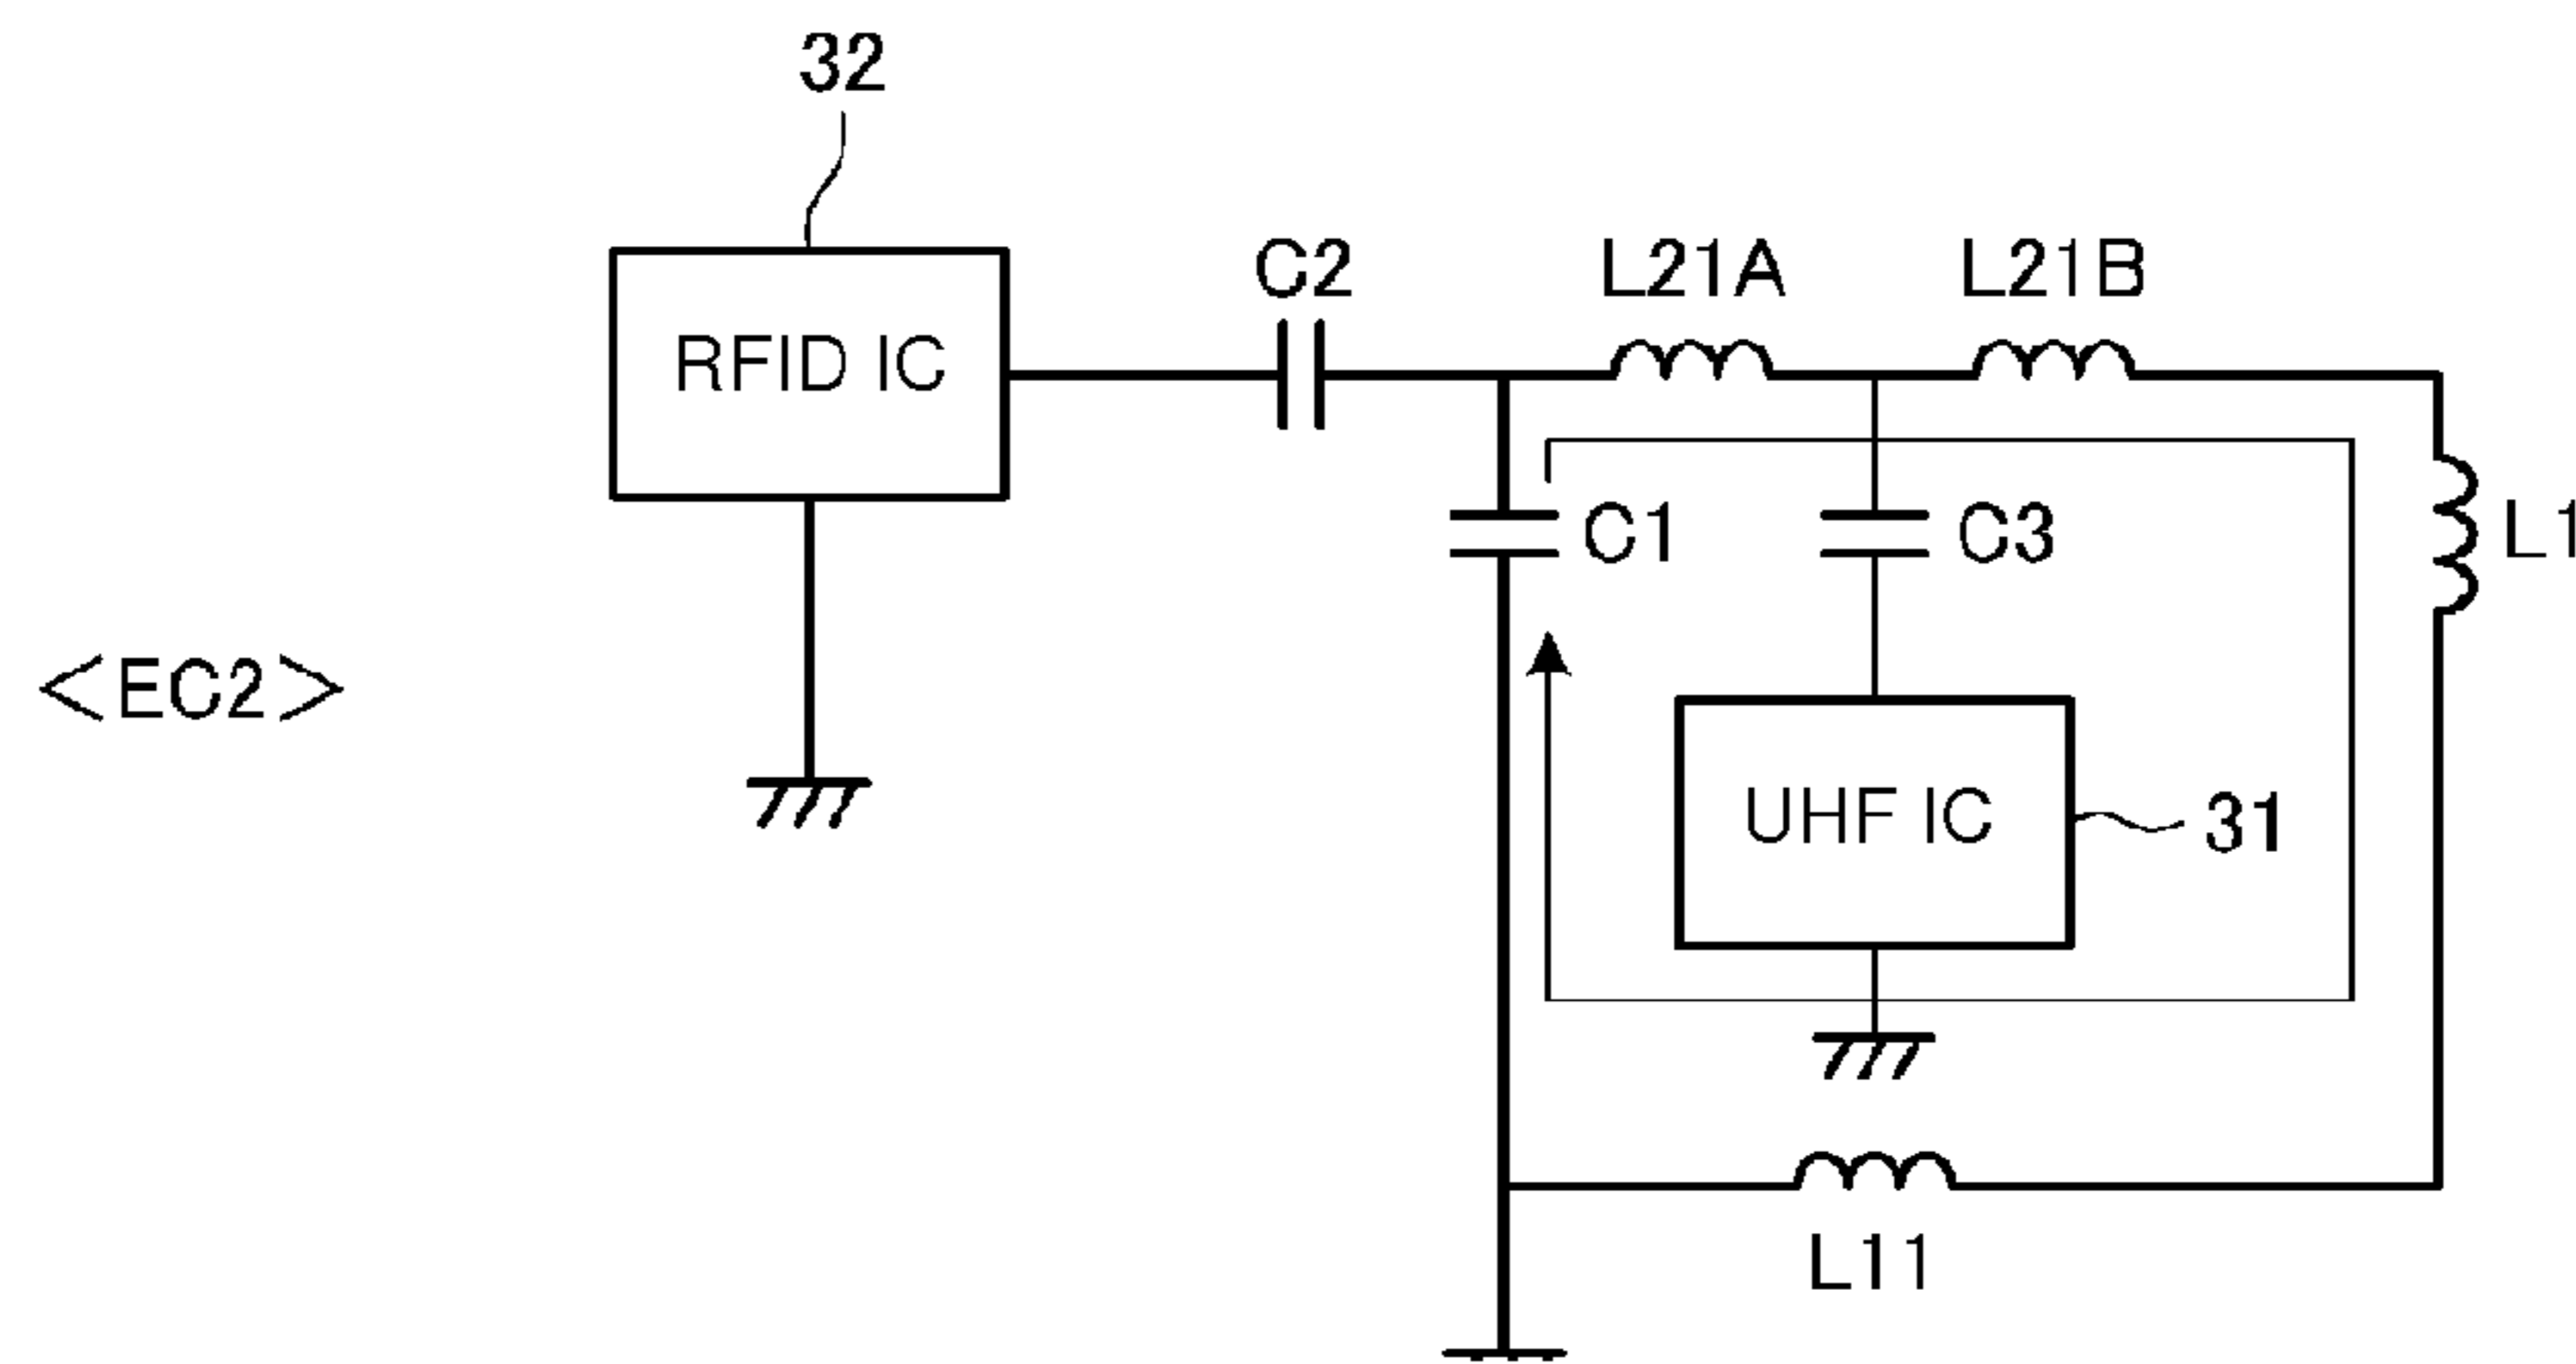 32
C2
L21A
L21B
RFID IC
C1
C3
L1
<EC2>
UHF IC
31
L11